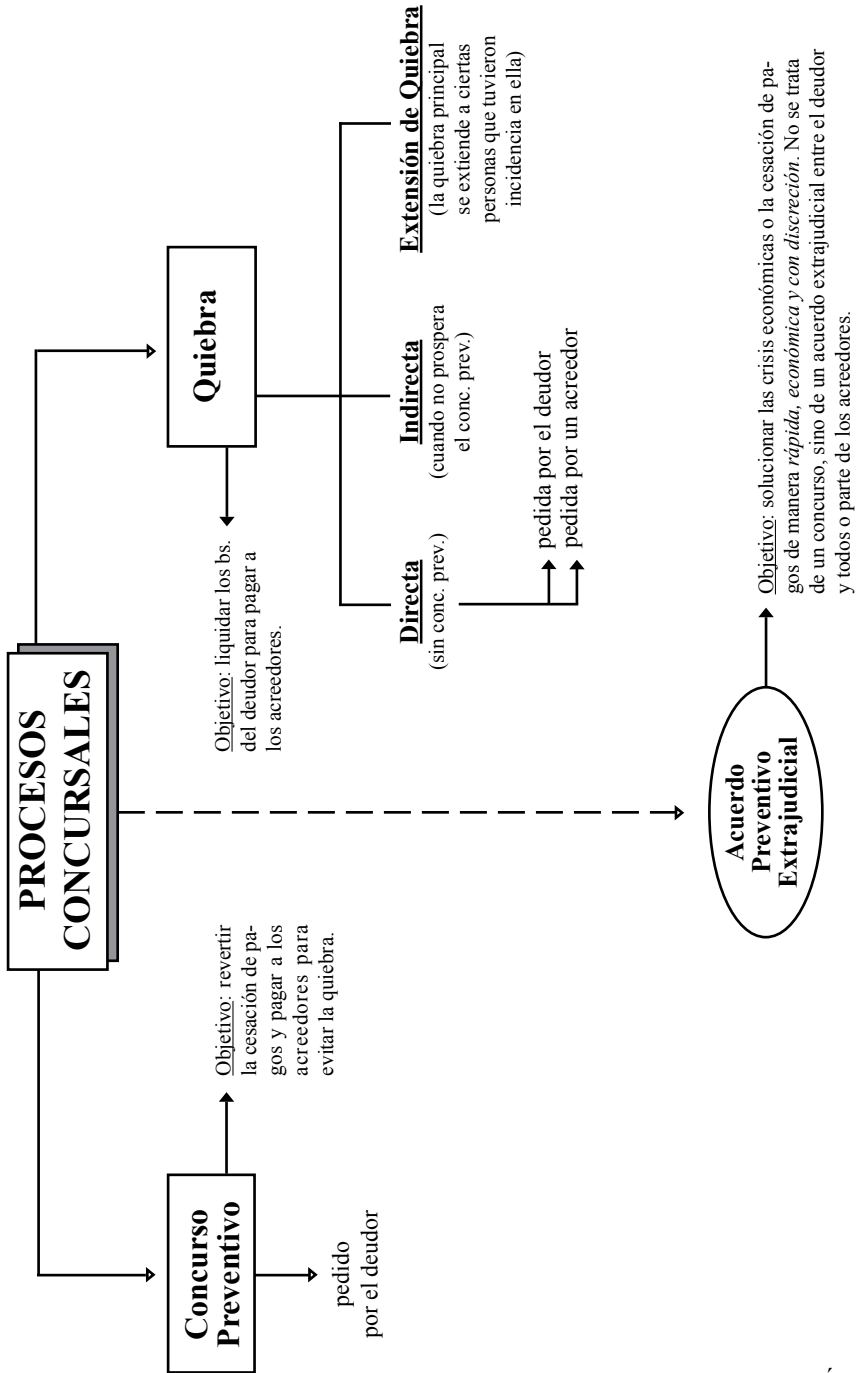 PROCESOS
CONCURSALES
Concurso
Preventivo
pedido
por el deudor
Objetivo: revertir
la cesación de pa-
gos y pagar a los
acreedores para
evitar la quiebra.
Quiebra
Objetivo: liquidar los bs.
del deudor para pagar a
los acreedores.
Directa
(sin conc. prev.)
pedida por el deudor
pedida por un acreedor
Indirecta
(cuando no prospera
el conc. prev.)
Extensión de Quiebra
(la quiebra principal
se extiende a ciertas
personas que tuvieron
incidencia en ella)
Acuerdo
Preventivo
Extrajudicial
Objetivo: solucionar las crisis económicas o la cesación de pa-
gos de manera rápida, económica y con discreción. No se trata
de un concurso, sino de un acuerdo extrajudicial entre el deudor
y todos o parte de los acreedores.